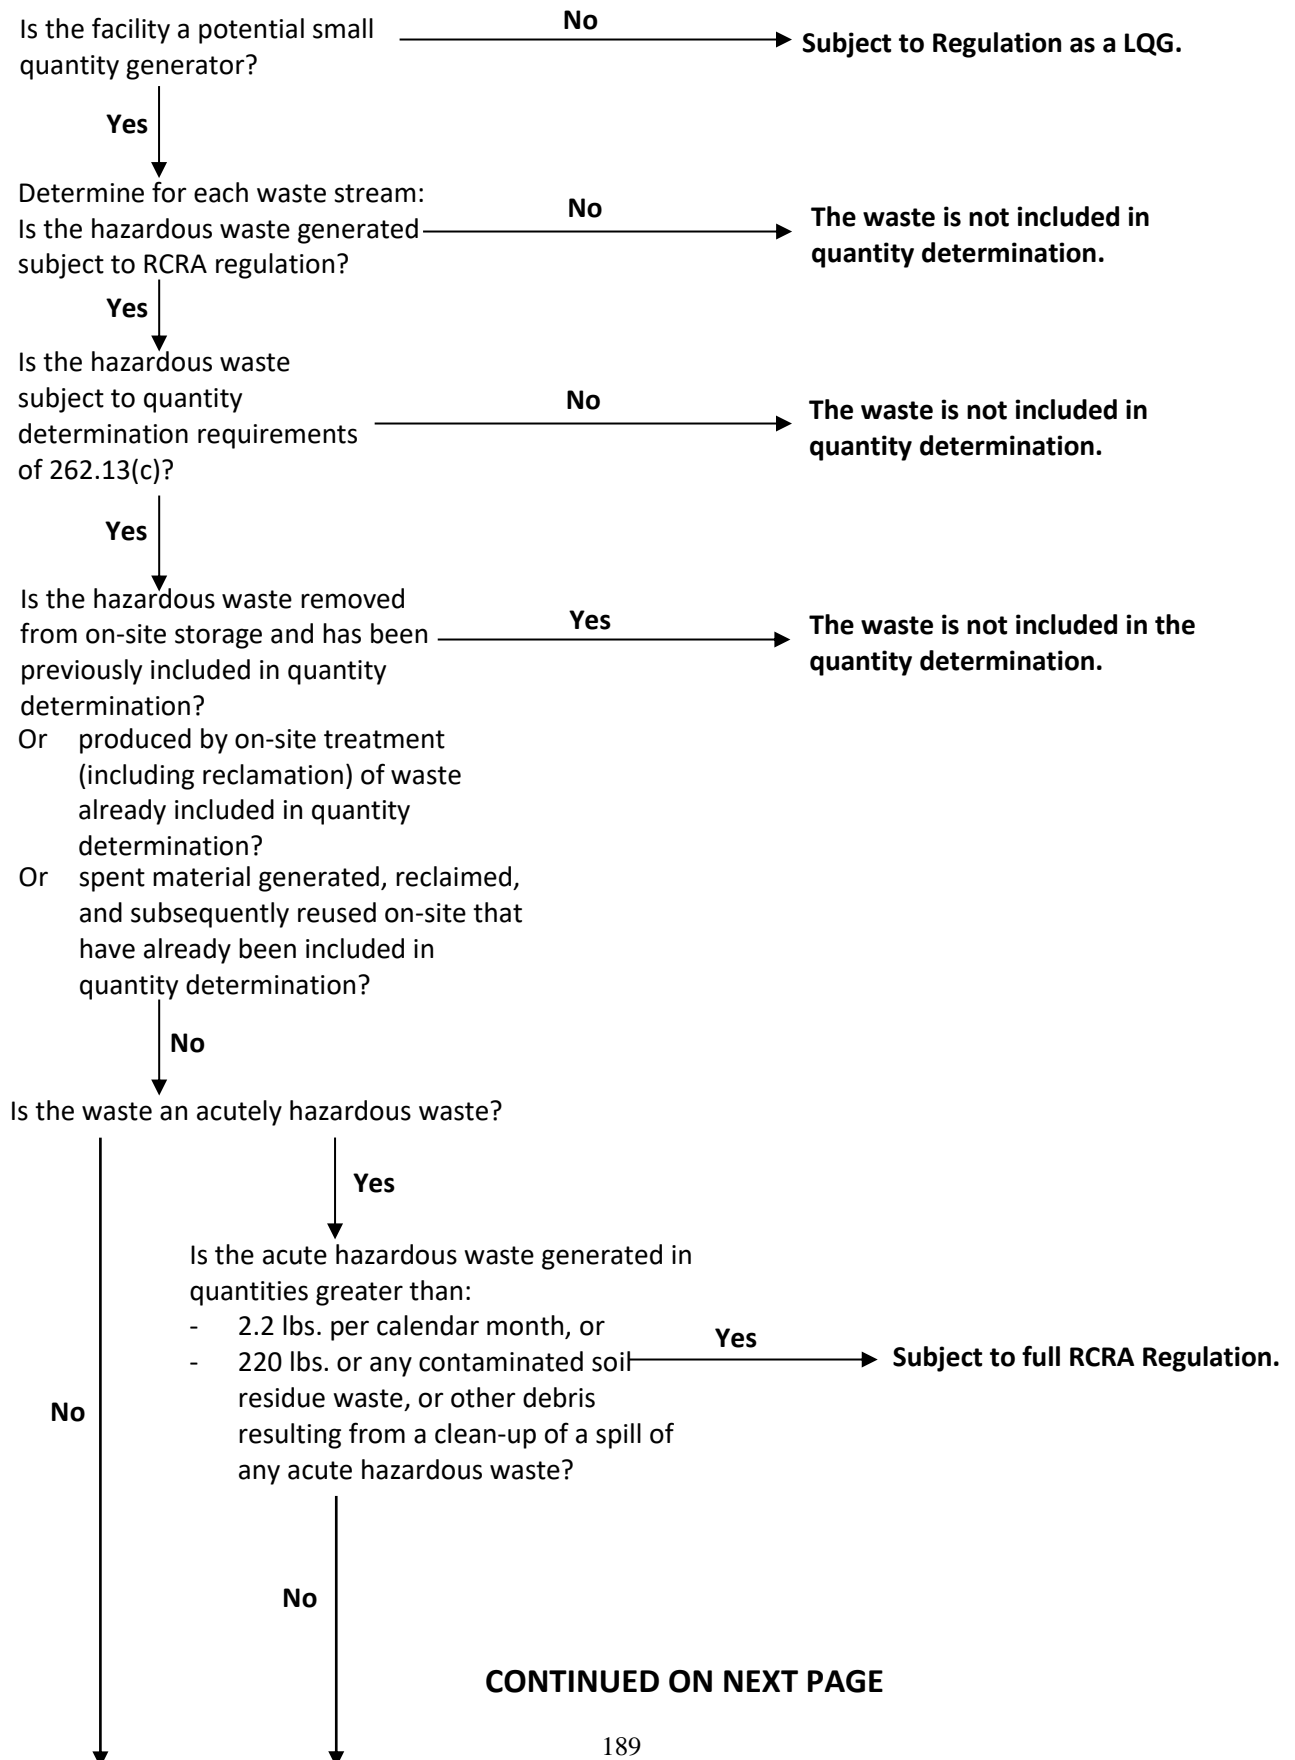 Is the facility a potential small
quantity generator?
No
Subject to Regulation as a LQG.
Yes
Determine for each waste stream:
Is the hazardous waste generated
subject to RCRA regulation?
No
The waste is not included in
quantity determination.
Yes
Is the hazardous waste
subject to quantity
determination requirements
of 262.13(c)?
No
The waste is not included in
quantity determination.
Yes
Is the hazardous waste removed
from on-site storage and has been
previously included in quantity
determination?
Yes
The waste is not included in the
quantity determination.
Or produced by on-site treatment
(including reclamation) of waste
already included in quantity
determination?
Or spent material generated, reclaimed,
and subsequently reused on-site that
have already been included in
quantity determination?
No
Is the waste an acutely hazardous waste?
Yes
Is the acute hazardous waste generated in
quantities greater than:
- 2.2 lbs. per calendar month, or
- 220 lbs. or any contaminated soil
residue waste, or other debris
resulting from a clean-up of a spill of
any acute hazardous waste?
Yes
Subject to full RCRA Regulation.
No
No
CONTINUED ON NEXT PAGE
189